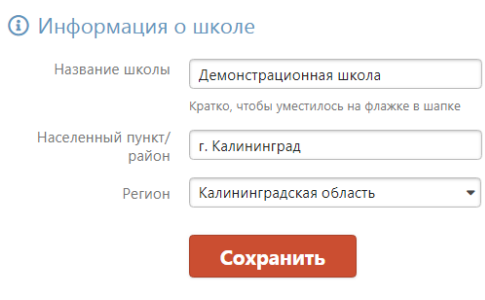 Информация о школе
Название школы
Демонстрационная школа
Кратко, чтобы уместилось на флажке в шапке
Населенный пункт/
район
г. Калининград
Регион
Калининградская область
Сохранить